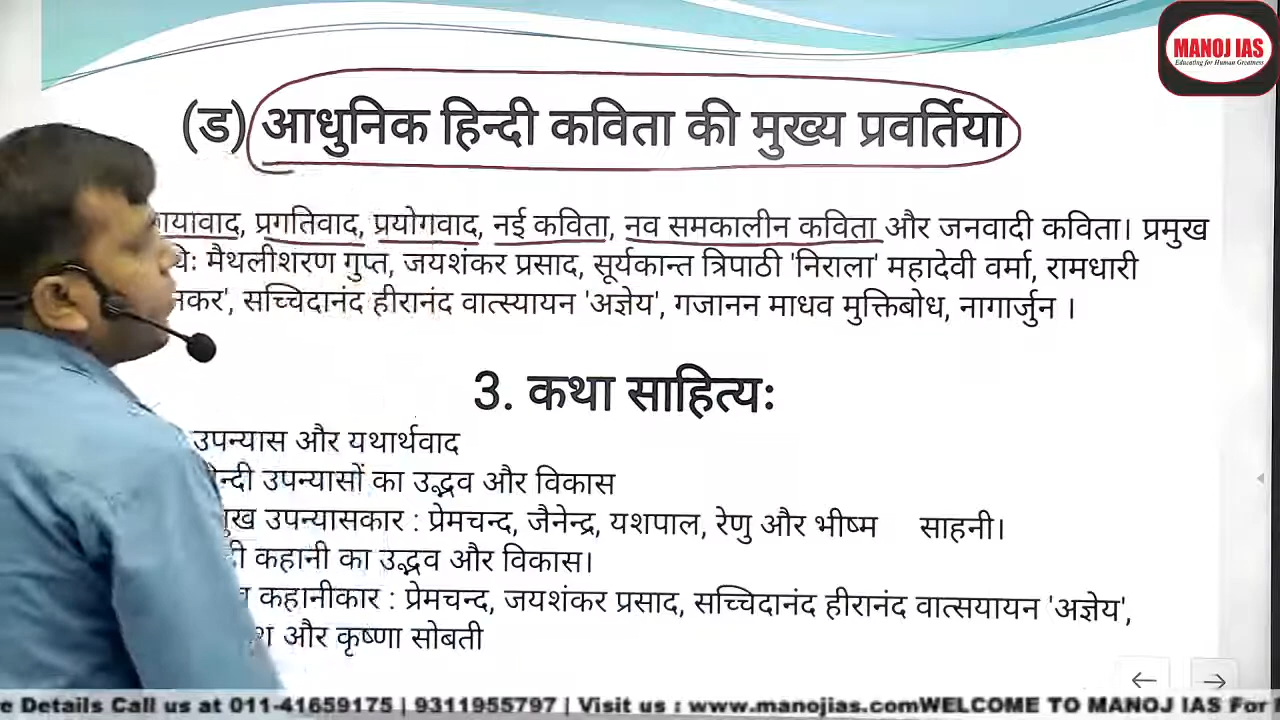 MANOJ IAS
Educating for Human Greatness
(ड) आधुनिक हिन्दी कविता की मुख्य प्रवर्तिया
प्रगतिवाद, प्रयोगवाद, नई कविता, नव समकालीन कविता और जनवादी कविता। प्रमुख
मैथलीशरण गुप्त, जयशंकर प्रसाद, सूर्यकान्त त्रिपाठी 'निराला' महादेवी वर्मा, रामधारी
सच्चिदानंद हीरानंद वात्स्यायन 'अज्ञेय', गजानन माधव मुक्तिबोध, नागार्जुन ।
3. कथा साहित्यः
उपन्यास और यथार्थवाद
उपन्यासों का उद्भव और विकास
उपन्यासकार : प्रेमचन्द, जैनेन्द्र, यशपाल, रेणु और भीष्म साहनी।
कहानी का उद्भव और विकास।
कहानीकार : प्रेमचन्द, जयशंकर प्रसाद, सच्चिदानंद हीरानंद वात्सयायन 'अज्ञेय',
और कृष्णा सोबती
e Details Call us at 011-41659175 | 9311955797 | Visit us : www.manojias.comWELCOME TO MANOJ IAS For